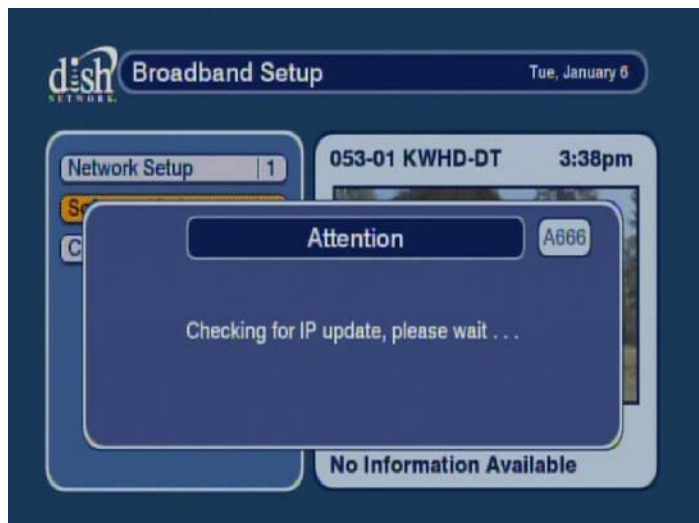 dish
NETWORK.
Broadband Setup
Tue, January 6
Network Setup 1
053-01 KWHD-DT 3:38pm
Attention
A666
Checking for IP update, please wait . . .
No Information Available